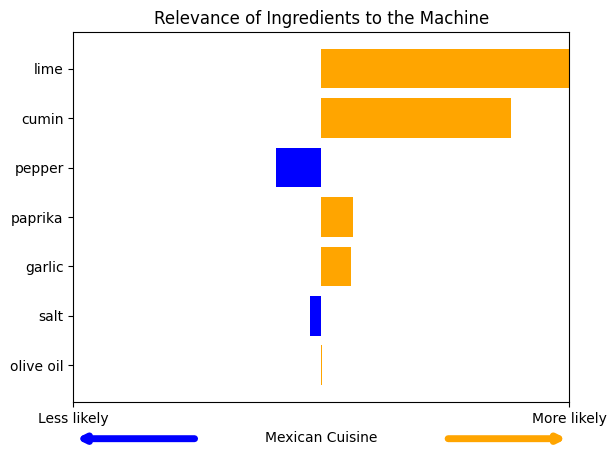 Relevance of Ingredients to the Machine
lime
cumin
pepper
paprika
garlic
salt
olive oil
Less likely
More likely
Mexican Cuisine